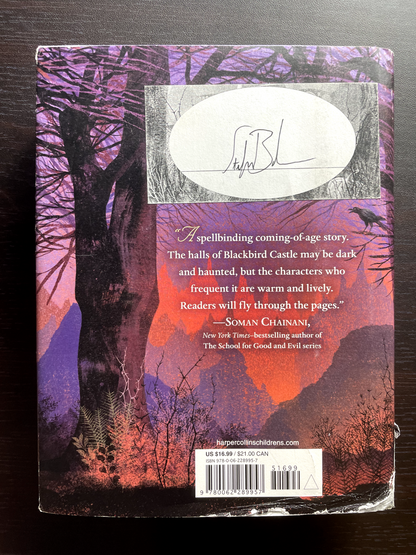 “A spellbinding coming-of-age story.
The halls of Blackbird Castle may be dark
and haunted, but the characters who
frequent it are warm and lively.
Readers will fly through the pages.”
—SOMAN CHAINANI,
New York Times–bestselling author of
The School for Good and Evil series
harpercollinschildrens.com
US $16.99 / $21.00 CAN
ISBN 978-0-06-228995-7
51699
9 780062 289957